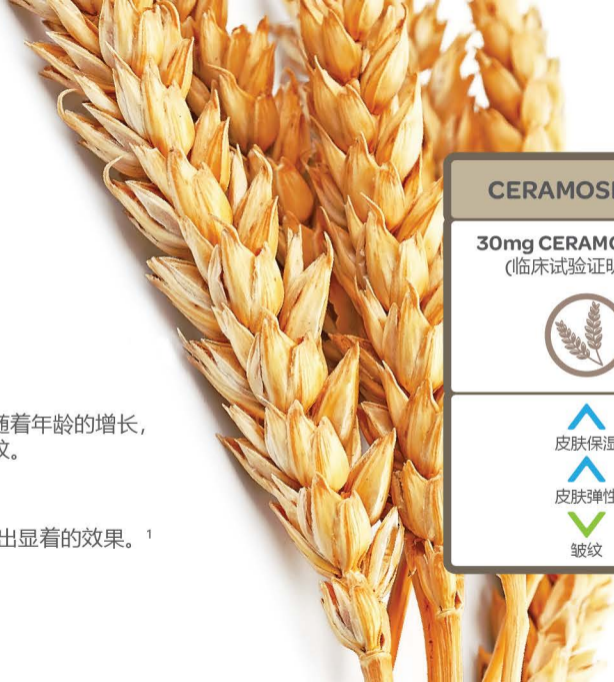 随着年龄的增长，
纹。
出显着的效果。¹
CERAMOSI
30mg CERAMO
(临床试验证明
皮肤保湿
皮肤弹性
皱纹